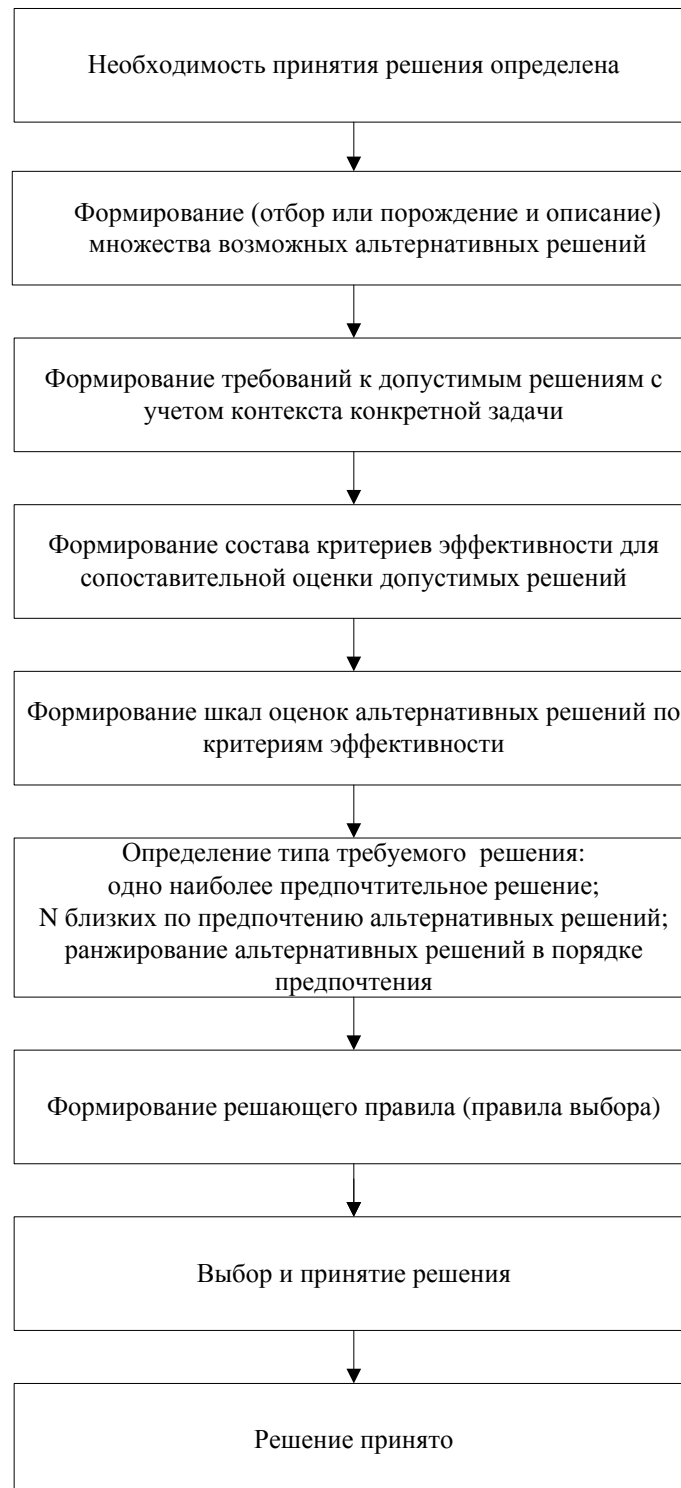 Необходимость принятия решения определена
Формирование (отбор или порождение и описание)
множества возможных альтернативных решений
Формирование требований к допустимым решениям с
учетом контекста конкретной задачи
Формирование состава критериев эффективности для
сопоставительной оценки допустимых решений
Формирование шкал оценок альтернативных решений по
критериям эффективности
Определение типа требуемого решения:
одно наиболее предпочтительное решение;
N близких по предпочтению альтернативных решений;
ранжирование альтернативных решений в порядке
предпочтения
Формирование решающего правила (правила выбора)
Выбор и принятие решения
Решение принято